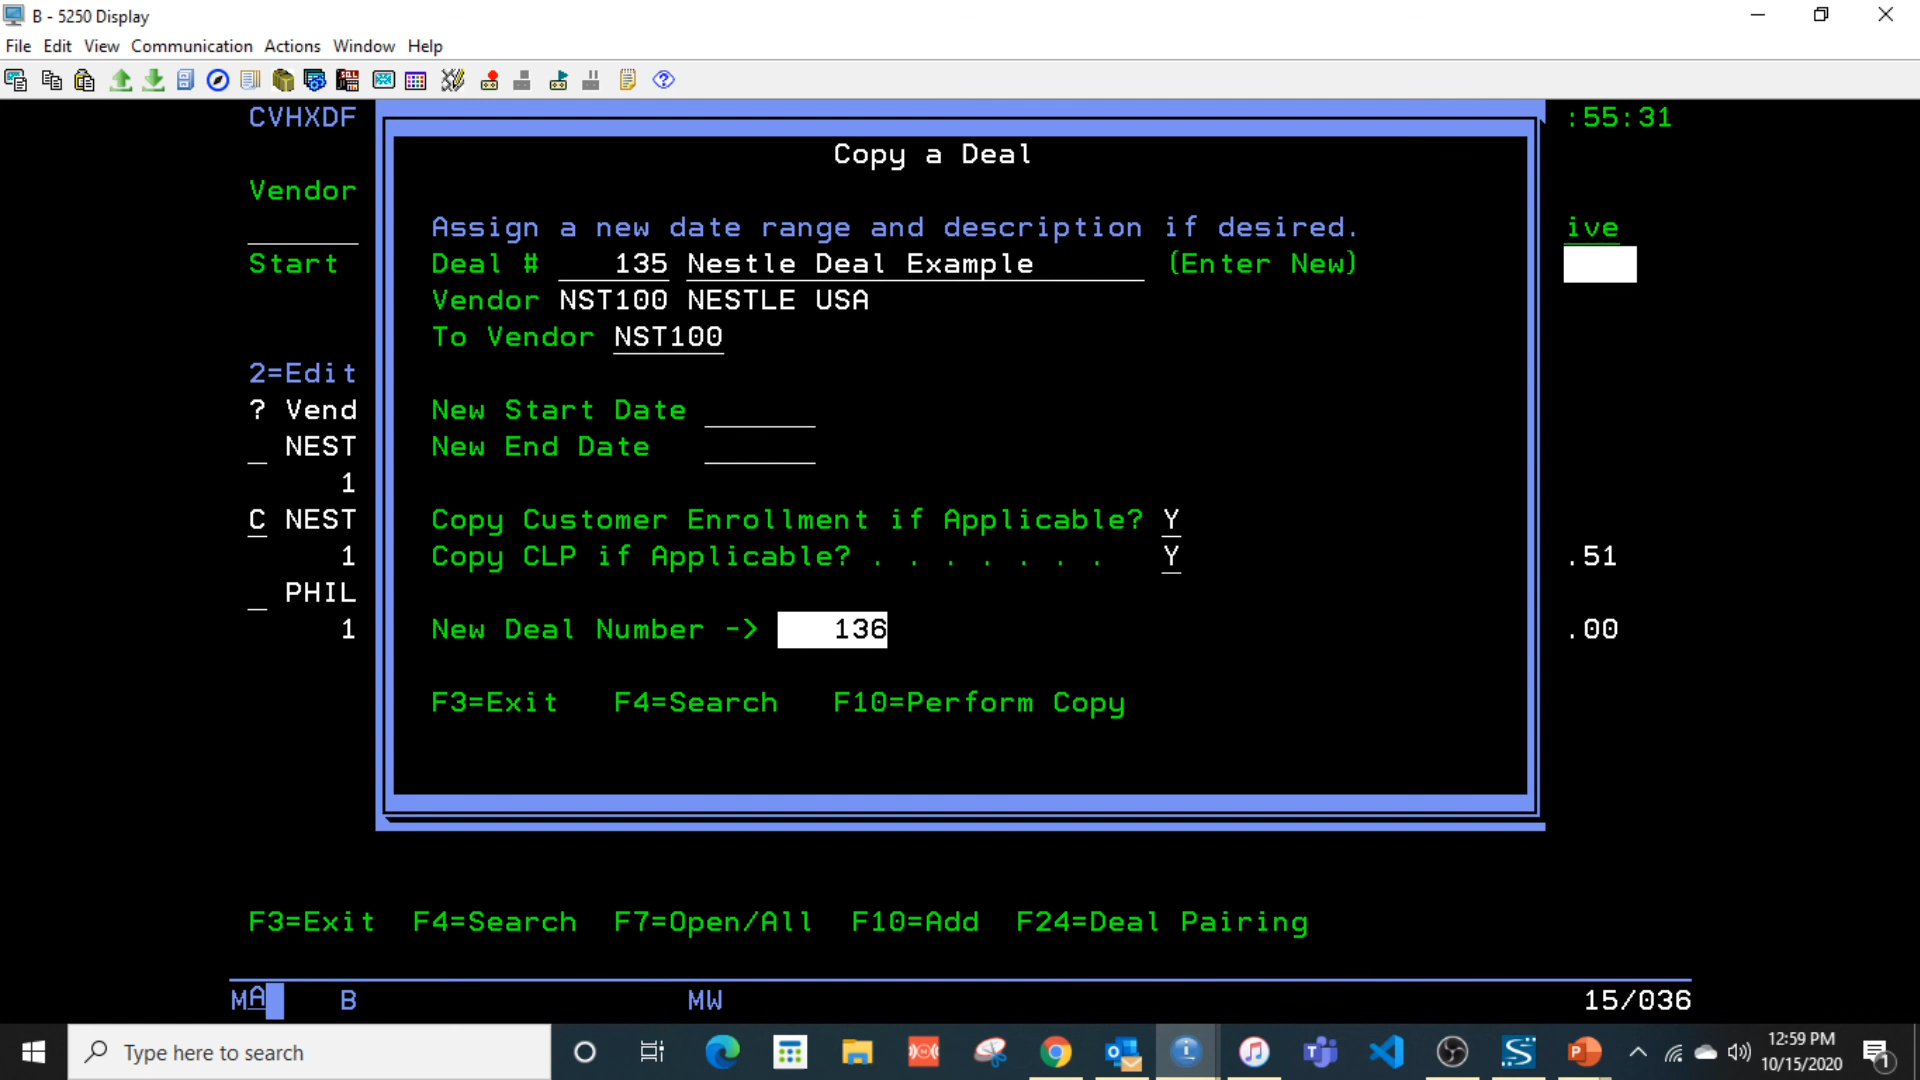 B - 5250 Display
File Edit View Communication Actions Window Help
CVHXDF :55:31
Copy a Deal
Vendor
Assign a new date range and description if desired. ive
Start Deal # 135 Nestle Deal Example (Enter New)
Vendor NST100 NESTLE USA
To Vendor NST100
2=Edit
? Vend New Start Date
_ NEST New End Date
1
C NEST Copy Customer Enrollment if Applicable? Y
1 Copy CLP if Applicable? . . . . . . . Y .51
_ PHIL
1 New Deal Number -> 136 .00
F3=Exit F4=Search F10=Perform Copy
F3=Exit F4=Search F7=Open/All F10=Add F24=Deal Pairing
MA B MW 15/036
Type here to search
12:59 PM
10/15/2020
1